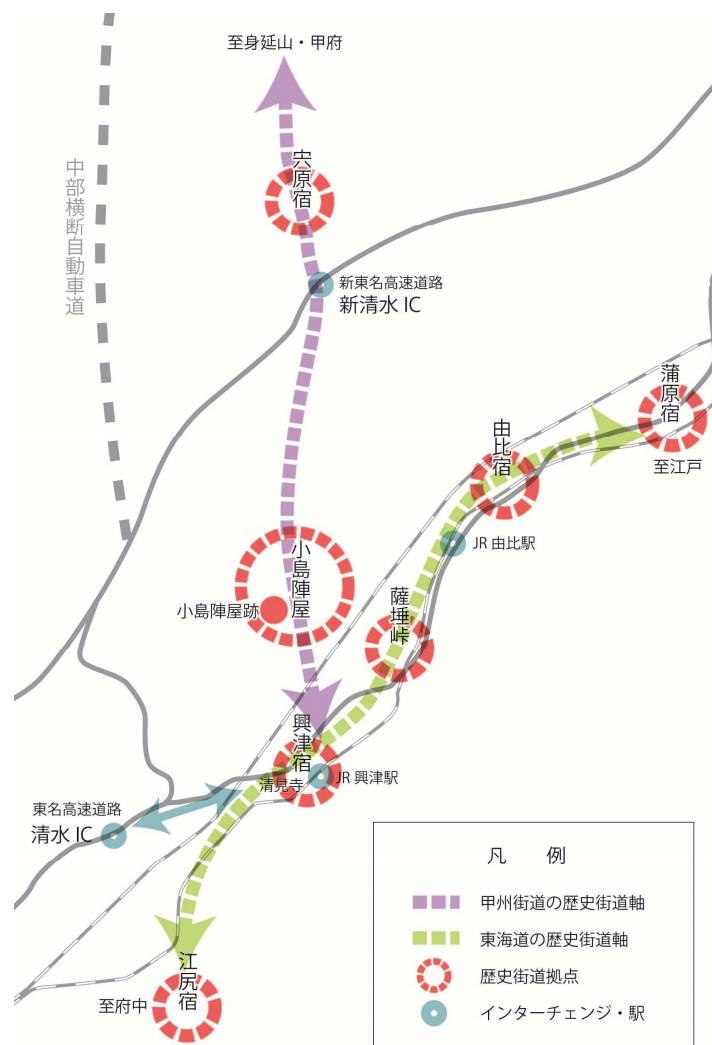 至身延山・甲府
宍原宿
中部横断自動車道
新東名高速道路
新清水 IC
蒲原宿
至江戸
由比宿
JR 由比駅
小島陣屋
小島陣屋跡
薩埵峠
興津宿
清見寺
JR 興津駅
東名高速道路
清水 IC
江尻宿
至府中
凡　例
甲州街道の歴史街道軸
東海道の歴史街道軸
歴史街道拠点
インターチェンジ・駅